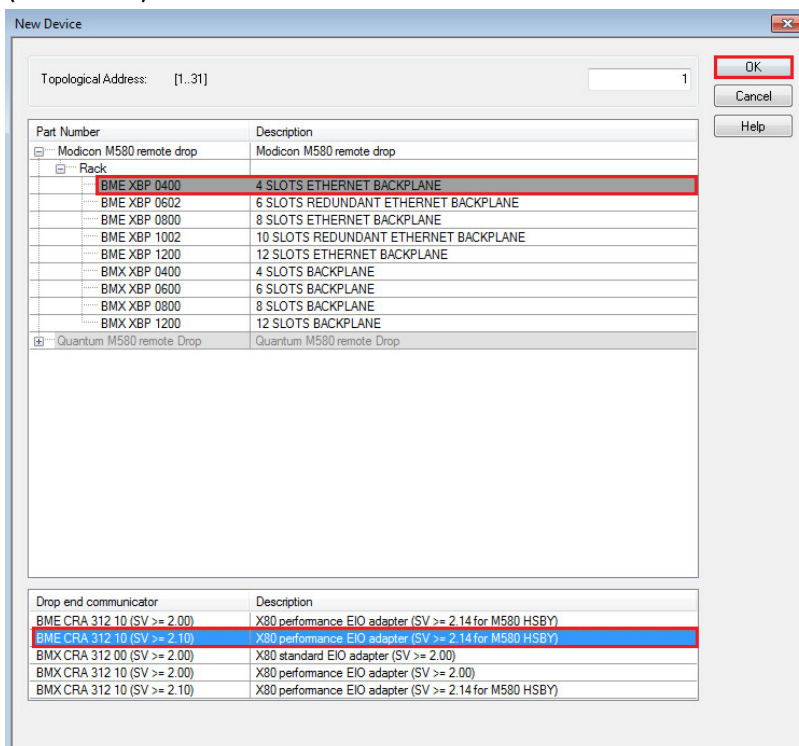 New Device
Topological Address: [1..31] 1
OK
Cancel
Help
Part Number Description
Modicon M580 remote drop Modicon M580 remote drop
Rack
BME XBP 0400 4 SLOTS ETHERNET BACKPLANE
BME XBP 0602 6 SLOTS REDUNDANT ETHERNET BACKPLANE
BME XBP 0800 8 SLOTS ETHERNET BACKPLANE
BME XBP 1002 10 SLOTS REDUNDANT ETHERNET BACKPLANE
BME XBP 1200 12 SLOTS ETHERNET BACKPLANE
BMX XBP 0400 4 SLOTS BACKPLANE
BMX XBP 0600 6 SLOTS BACKPLANE
BMX XBP 0800 8 SLOTS BACKPLANE
BMX XBP 1200 12 SLOTS BACKPLANE
Quantum M580 remote Drop Quantum M580 remote Drop
Drop end communicator Description
BME CRA 312 10 (SV >= 2.00) X80 performance EIO adapter (SV >= 2.14 for M580 HSBY)
BME CRA 312 10 (SV >= 2.10) X80 performance EIO adapter (SV >= 2.14 for M580 HSBY)
BMX CRA 312 00 (SV >= 2.00) X80 standard EIO adapter (SV >= 2.00)
BMX CRA 312 10 (SV >= 2.00) X80 performance EIO adapter (SV >= 2.00)
BMX CRA 312 10 (SV >= 2.10) X80 performance EIO adapter (SV >= 2.14 for M580 HSBY)